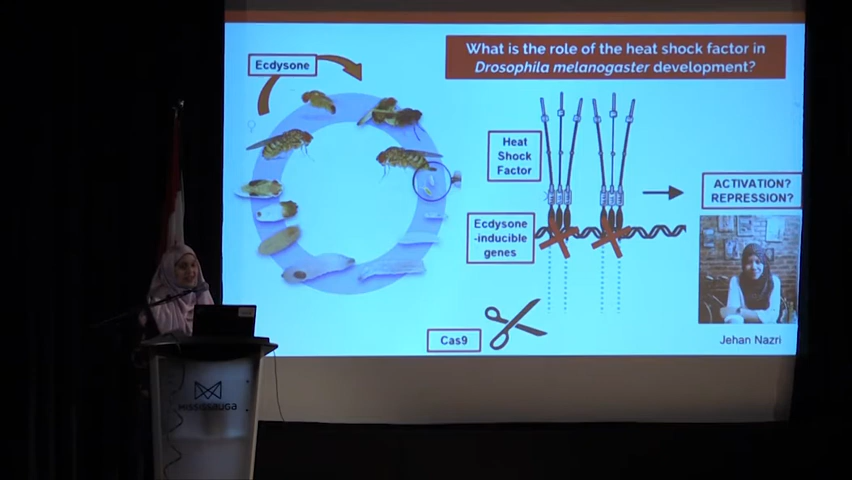 Ecdysone
What is the role of the heat shock factor in
Drosophila melanogaster development?
Heat
Shock
Factor
ACTIVATION?
REPRESSION?
Ecdysone
-inducible
genes
Cas9
Jehan Nazri
MISSISSAUGA